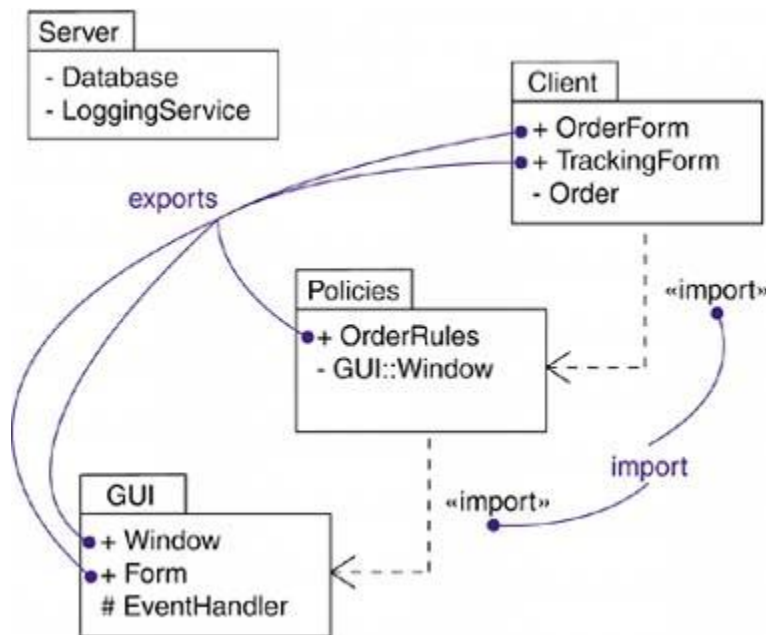 Server
- Database
- LoggingService
Client
+ OrderForm
+ TrackingForm
- Order
exports
Policies
+ OrderRules
- GUI::Window
«import»
import
«import»
GUI
+ Window
+ Form
# EventHandler